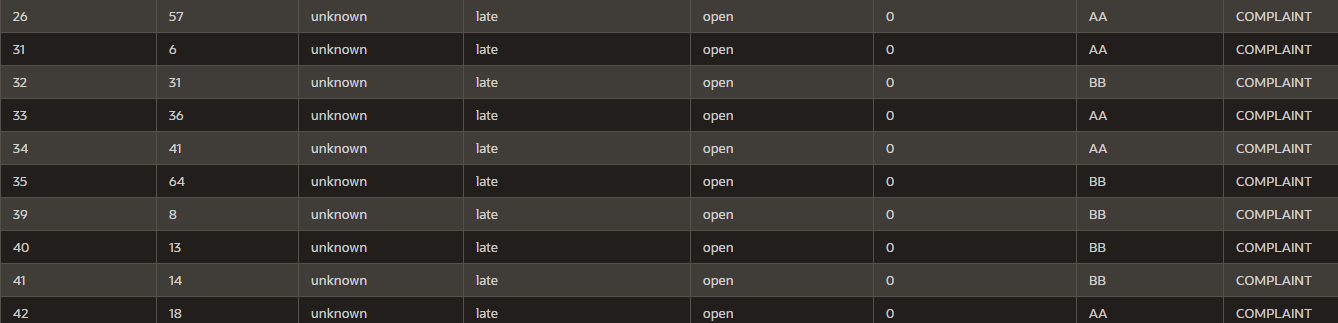 26 57 unknown late open 0 AA COMPLAINT
31 6 unknown late open 0 AA COMPLAINT
32 31 unknown late open 0 BB COMPLAINT
33 36 unknown late open 0 AA COMPLAINT
34 41 unknown late open 0 AA COMPLAINT
35 64 unknown late open 0 BB COMPLAINT
39 8 unknown late open 0 BB COMPLAINT
40 13 unknown late open 0 BB COMPLAINT
41 14 unknown late open 0 BB COMPLAINT
42 18 unknown late open 0 AA COMPLAINT